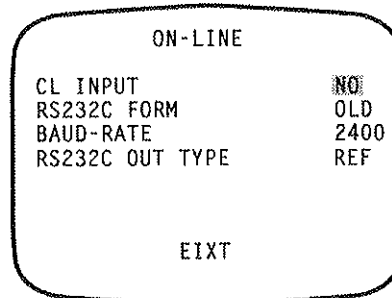 ON-LINE
CL INPUT NO
RS232C FORM OLD
BAUD-RATE 2400
RS232C OUT TYPE REF
EIXT